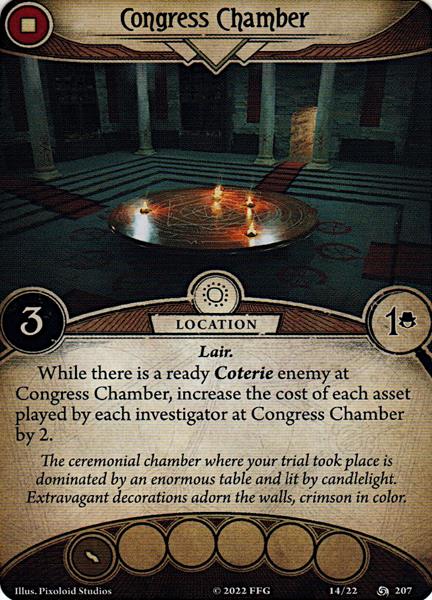 Congress Chamber
3
LOCATION
1
Lair.
While there is a ready Coterie enemy at
Congress Chamber, increase the cost of each asset
played by each investigator at Congress Chamber
by 2.
The ceremonial chamber where your trial took place is
dominated by an enormous table and lit by candlelight.
Extravagant decorations adorn the walls, crimson in color.
Illus. Pixoloid Studios © 2022 FFG 14/22 207